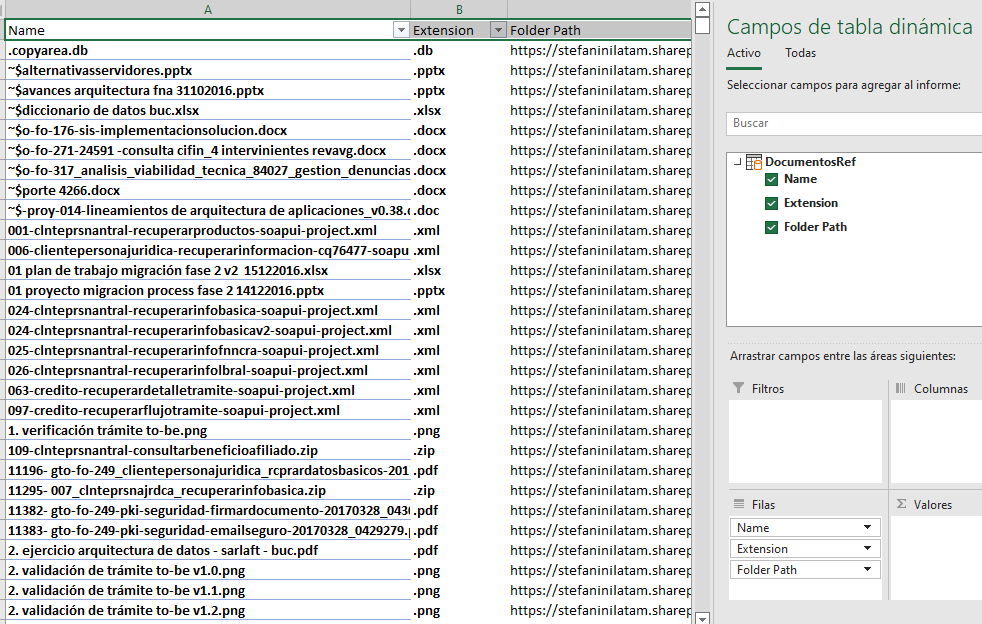 A B
Name Extension Folder Path
.copyarea.db .db https://stefaninilatam.sharep
~$alternativasservidores.pptx .pptx https://stefaninilatam.sharep
~$avances arquitectura fna 31102016.pptx .pptx https://stefaninilatam.sharep
~$diccionario de datos buc.xlsx .xlsx https://stefaninilatam.sharep
~$o-fo-176-sis-implementacionsolucion.docx .docx https://stefaninilatam.sharep
~$o-fo-271-24591 -consulta cifin_4 intervinientes revavg.docx .docx https://stefaninilatam.sharep
~$o-fo-317_analisis_viabilidad_tecnica_84027_gestion_denuncias .docx https://stefaninilatam.sharep
~$porte 4266.docx .docx https://stefaninilatam.sharep
~$-proy-014-lineamientos de arquitectura de aplicaciones_v0.38.d .doc https://stefaninilatam.sharep
001-clnteprsnantral-recuperarproductos-soapui-project.xml .xml https://stefaninilatam.sharep
006-clientepersonajuridica-recuperarinformacion-cq76477-soapu .xml https://stefaninilatam.sharep
01 plan de trabajo migración fase 2 v2  15122016.xlsx .xlsx https://stefaninilatam.sharep
01 proyecto migracion process fase 2 14122016.pptx .pptx https://stefaninilatam.sharep
024-clnteprsnantral-recuperarinfobasica-soapui-project.xml .xml https://stefaninilatam.sharep
024-clnteprsnantral-recuperarinfobasicav2-soapui-project.xml .xml https://stefaninilatam.sharep
025-clnteprsnantral-recuperarinfofnncra-soapui-project.xml .xml https://stefaninilatam.sharep
026-clnteprsnantral-recuperarinfolbral-soapui-project.xml .xml https://stefaninilatam.sharep
063-credito-recuperardetalletramite-soapui-project.xml .xml https://stefaninilatam.sharep
097-credito-recuperarflujotramite-soapui-project.xml .xml https://stefaninilatam.sharep
1. verificación trámite to-be.png .png https://stefaninilatam.sharep
109-clnteprsnantral-consultarbeneficioafiliado.zip .zip https://stefaninilatam.sharep
11196- gto-fo-249_clientepersonajuridica_rcprardatosbasicos-201 .pdf https://stefaninilatam.sharep
11295- 007_clnteprsnajrdca_recuperarinfobasica.zip .zip https://stefaninilatam.sharep
11382- gto-fo-249-pki-seguridad-firmardocumento-20170328_043 .pdf https://stefaninilatam.sharep
11383- gto-fo-249-pki-seguridad-emailseguro-20170328_0429279. .pdf https://stefaninilatam.sharep
2. ejercicio arquitectura de datos - sarlaft - buc.pdf .pdf https://stefaninilatam.sharep
2. validación de trámite to-be v1.0.png .png https://stefaninilatam.sharep
2. validación de trámite to-be v1.1.png .png https://stefaninilatam.sharep
2. validación de trámite to-be v1.2.png .png https://stefaninilatam.sharep
Campos de tabla dinámica
Activo Todas
Seleccionar campos para agregar al informe:
Buscar
DocumentosRef
Name
Extension
Folder Path
Arrastrar campos entre las áreas siguientes:
Filtros Columnas
Filas Σ Valores
Name
Extension
Folder Path